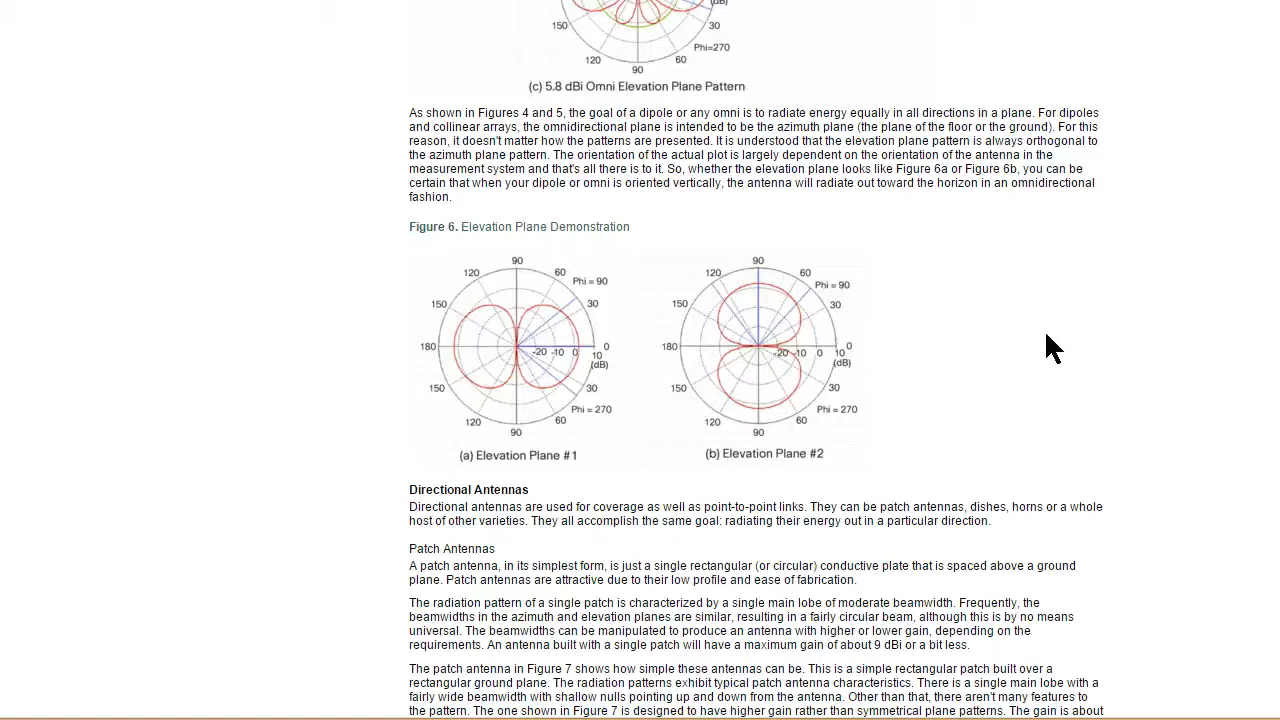 (dB)
150
30
Phi=270
120
60
90
(c) 5.8 dBi Omni Elevation Plane Pattern
As shown in Figures 4 and 5, the goal of a dipole or any omni is to radiate energy equally in all directions in a plane. For dipoles
and collinear arrays, the omnidirectional plane is intended to be the azimuth plane (the plane of the floor or the ground). For this
reason, it doesn't matter how the patterns are presented. It is understood that the elevation plane pattern is always orthogonal to
the azimuth plane pattern. The orientation of the actual plot is largely dependent on the orientation of the antenna in the
measurement system and that's all there is to it. So, whether the elevation plane looks like Figure 6a or Figure 6b, you can be
certain that when your dipole or omni is oriented vertically, the antenna will radiate out toward the horizon in an omnidirectional
fashion.
Figure 6. Elevation Plane Demonstration
90
120
60
Phi = 90
150
30
180
-20 -10 0 10
0
(dB)
150
30
Phi = 270
120
60
90
(a) Elevation Plane #1
90
120
60
Phi = 90
150
30
180
-20 -10 0 10
0
(dB)
150
30
Phi = 270
120
60
90
(b) Elevation Plane #2
Directional Antennas
Directional antennas are used for coverage as well as point-to-point links. They can be patch antennas, dishes, horns or a whole
host of other varieties. They all accomplish the same goal: radiating their energy out in a particular direction.
Patch Antennas
A patch antenna, in its simplest form, is just a single rectangular (or circular) conductive plate that is spaced above a ground
plane. Patch antennas are attractive due to their low profile and ease of fabrication.
The radiation pattern of a single patch is characterized by a single main lobe of moderate beamwidth. Frequently, the
beamwidths in the azimuth and elevation planes are similar, resulting in a fairly circular beam, although this is by no means
universal. The beamwidths can be manipulated to produce an antenna with higher or lower gain, depending on the
requirements. An antenna built with a single patch will have a maximum gain of about 9 dBi or a bit less.
The patch antenna in Figure 7 shows how simple these antennas can be. This is a simple rectangular patch built over a
rectangular ground plane. The radiation patterns exhibit typical patch antenna characteristics. There is a single main lobe with a
fairly wide beamwidth with shallow nulls pointing up and down from the antenna. Other than that, there aren't many features to
the pattern. The one shown in Figure 7 is designed to have higher gain rather than symmetrical plane patterns. The gain is about